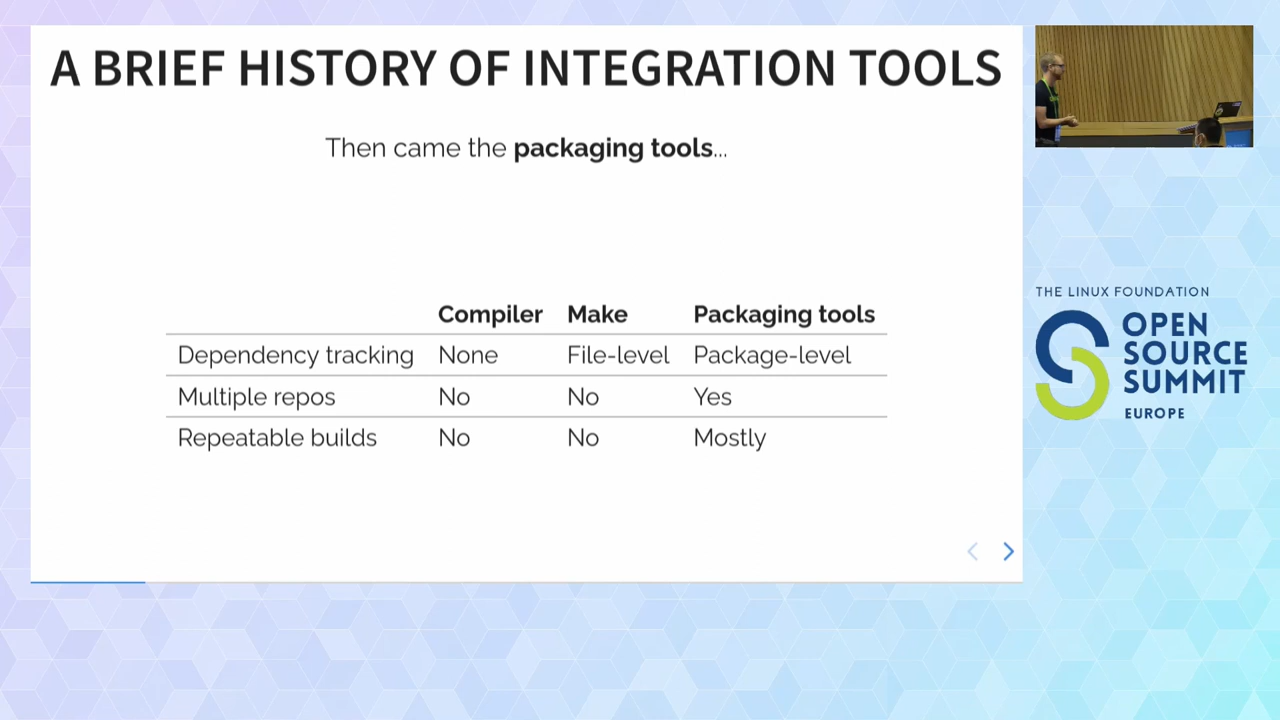 A BRIEF HISTORY OF INTEGRATION TOOLS
Then came the packaging tools...
Compiler Make Packaging tools
Dependency tracking None File-level Package-level
Multiple repos No No Yes
Repeatable builds No No Mostly
THE LINUX FOUNDATION
OPEN
SOURCE
SUMMIT
EUROPE